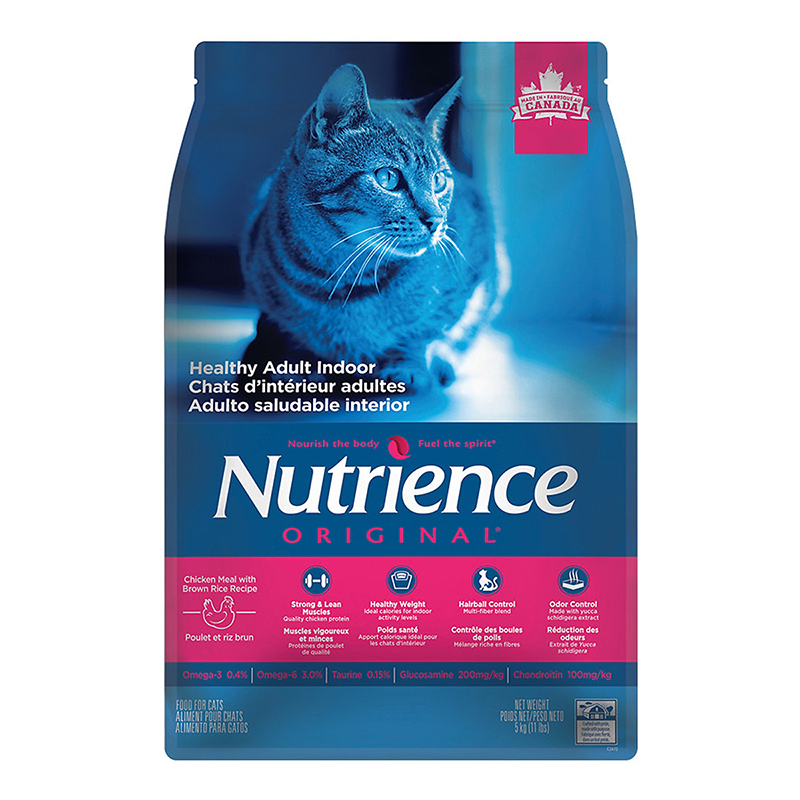 MADE IN • FABRIQUÉ AU
CANADA
Healthy Adult Indoor
Chats d'intérieur adultes
Adulto saludable interior
Nourish the body Fuel the spirit®
Nutrience
ORIGINAL®
Chicken Meal with
Brown Rice Recipe
Poulet et riz brun
Strong & Lean
Muscles
Quality chicken protein
Muscles vigoureux
et minces
Protéines de poulet
de qualité
Healthy Weight
Ideal calories for indoor
activity levels
Poids santé
Apport calorique idéal pour
les chats d'intérieur
Hairball Control
Multi-fiber blend
Contrôle des boules
de poils
Mélange riche en fibres
Odor Control
Made with yucca
schidigera extract
Réduction des
odeurs
Extrait de Yucca
schidigera
Omega-3 0.4% | Omega-6 3.0% | Taurine 0.15% | Glucosamine 200mg/kg | Chondroitin 100mg/kg
FOOD FOR CATS
ALIMENT POUR CHATS
ALIMENTO PARA GATOS
NET WEIGHT
POIDS NET/PESO NETO
5 kg (11 lbs)
Crafted with pride,
made with purpose